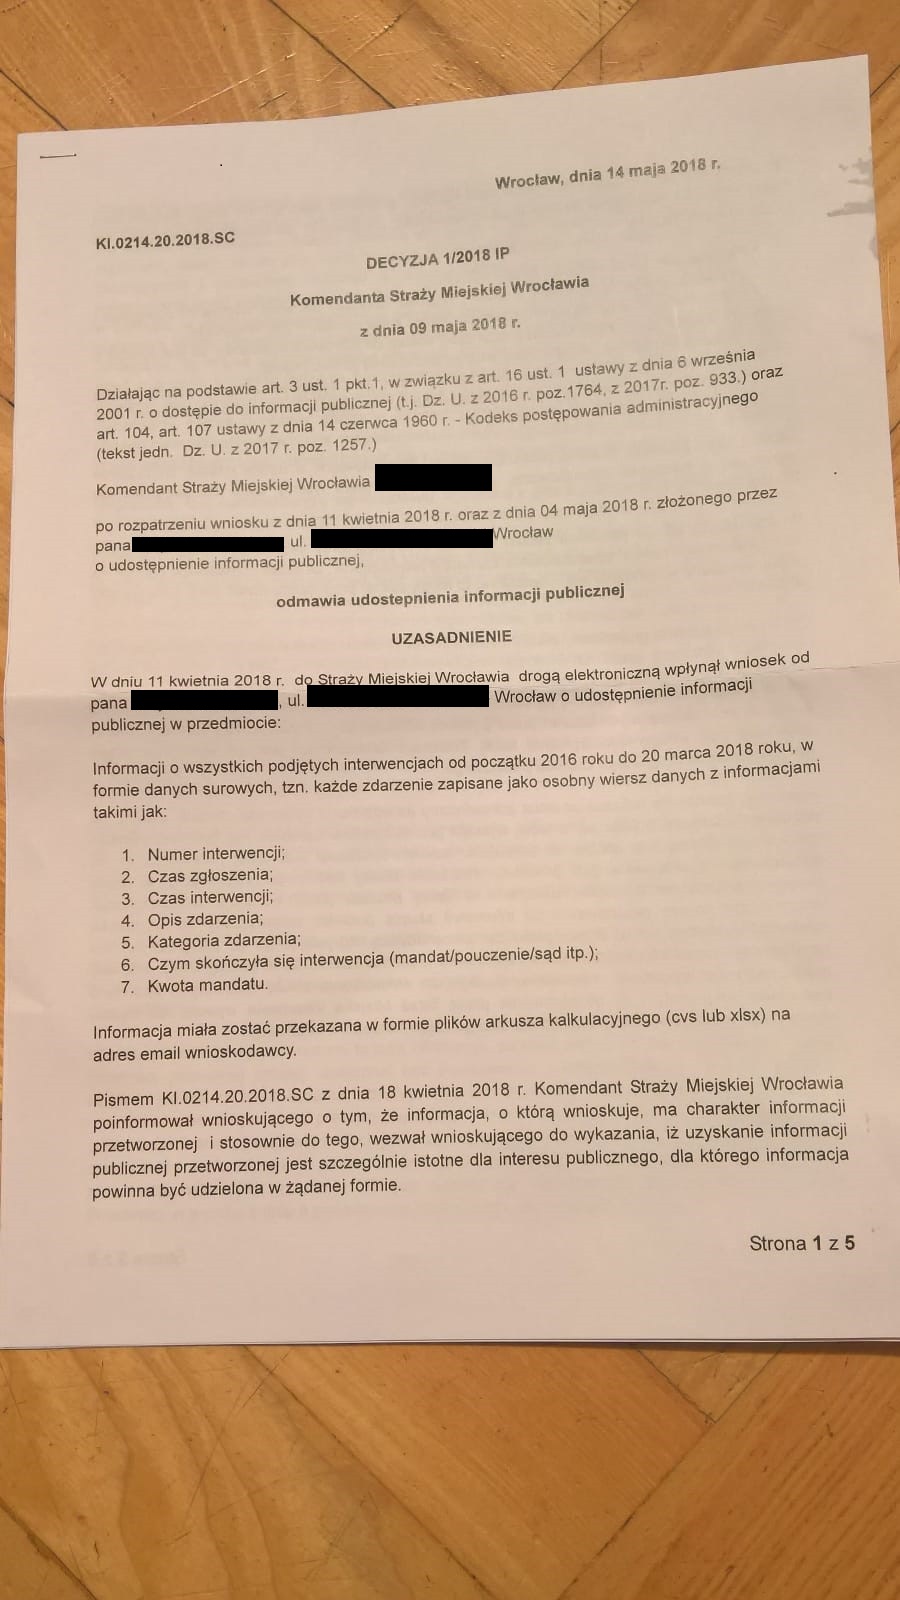 Wrocław, dnia 14 maja 2018 r.
KI.0214.20.2018.SC
DECYZJA 1/2018 IP
Komendanta Straży Miejskiej Wrocławia
z dnia 09 maja 2018 r.
Działając na podstawie art. 3 ust. 1 pkt.1, w związku z art. 16 ust. 1 ustawy z dnia 6 września
2001 r. o dostępie do informacji publicznej (t.j. Dz. U. z 2016 r. poz.1764, z 2017r. poz. 933.) oraz
art. 104, art. 107 ustawy z dnia 14 czerwca 1960 r. - Kodeks postępowania administracyjnego
(tekst jedn. Dz. U. z 2017 r. poz. 1257.)
Komendant Straży Miejskiej Wrocławia
po rozpatrzeniu wniosku z dnia 11 kwietnia 2018 r. oraz z dnia 04 maja 2018 r. złożonego przez
pana ul. Wrocław
o udostępnienie informacji publicznej,
odmawia udostepnienia informacji publicznej
UZASADNIENIE
W dniu 11 kwietnia 2018 r. do Straży Miejskiej Wrocławia drogą elektroniczną wpłynął wniosek od
pana , ul. Wrocław o udostępnienie informacji
publicznej w przedmiocie:
Informacji o wszystkich podjętych interwencjach od początku 2016 roku do 20 marca 2018 roku, w
formie danych surowych, tzn. każde zdarzenie zapisane jako osobny wiersz danych z informacjami
takimi jak:
1. Numer interwencji;
2. Czas zgłoszenia;
3. Czas interwencji;
4. Opis zdarzenia;
5. Kategoria zdarzenia;
6. Czym skończyła się interwencja (mandat/pouczenie/sąd itp.);
7. Kwota mandatu.
Informacja miała zostać przekazana w formie plików arkusza kalkulacyjnego (cvs lub xlsx) na
adres email wnioskodawcy.
Pismem KI.0214.20.2018.SC z dnia 18 kwietnia 2018 r. Komendant Straży Miejskiej Wrocławia
poinformował wnioskującego o tym, że informacja, o którą wnioskuje, ma charakter informacji
przetworzonej i stosownie do tego, wezwał wnioskującego do wykazania, iż uzyskanie informacji
publicznej przetworzonej jest szczególnie istotne dla interesu publicznego, dla którego informacja
powinna być udzielona w żądanej formie.
Strona 1 z 5